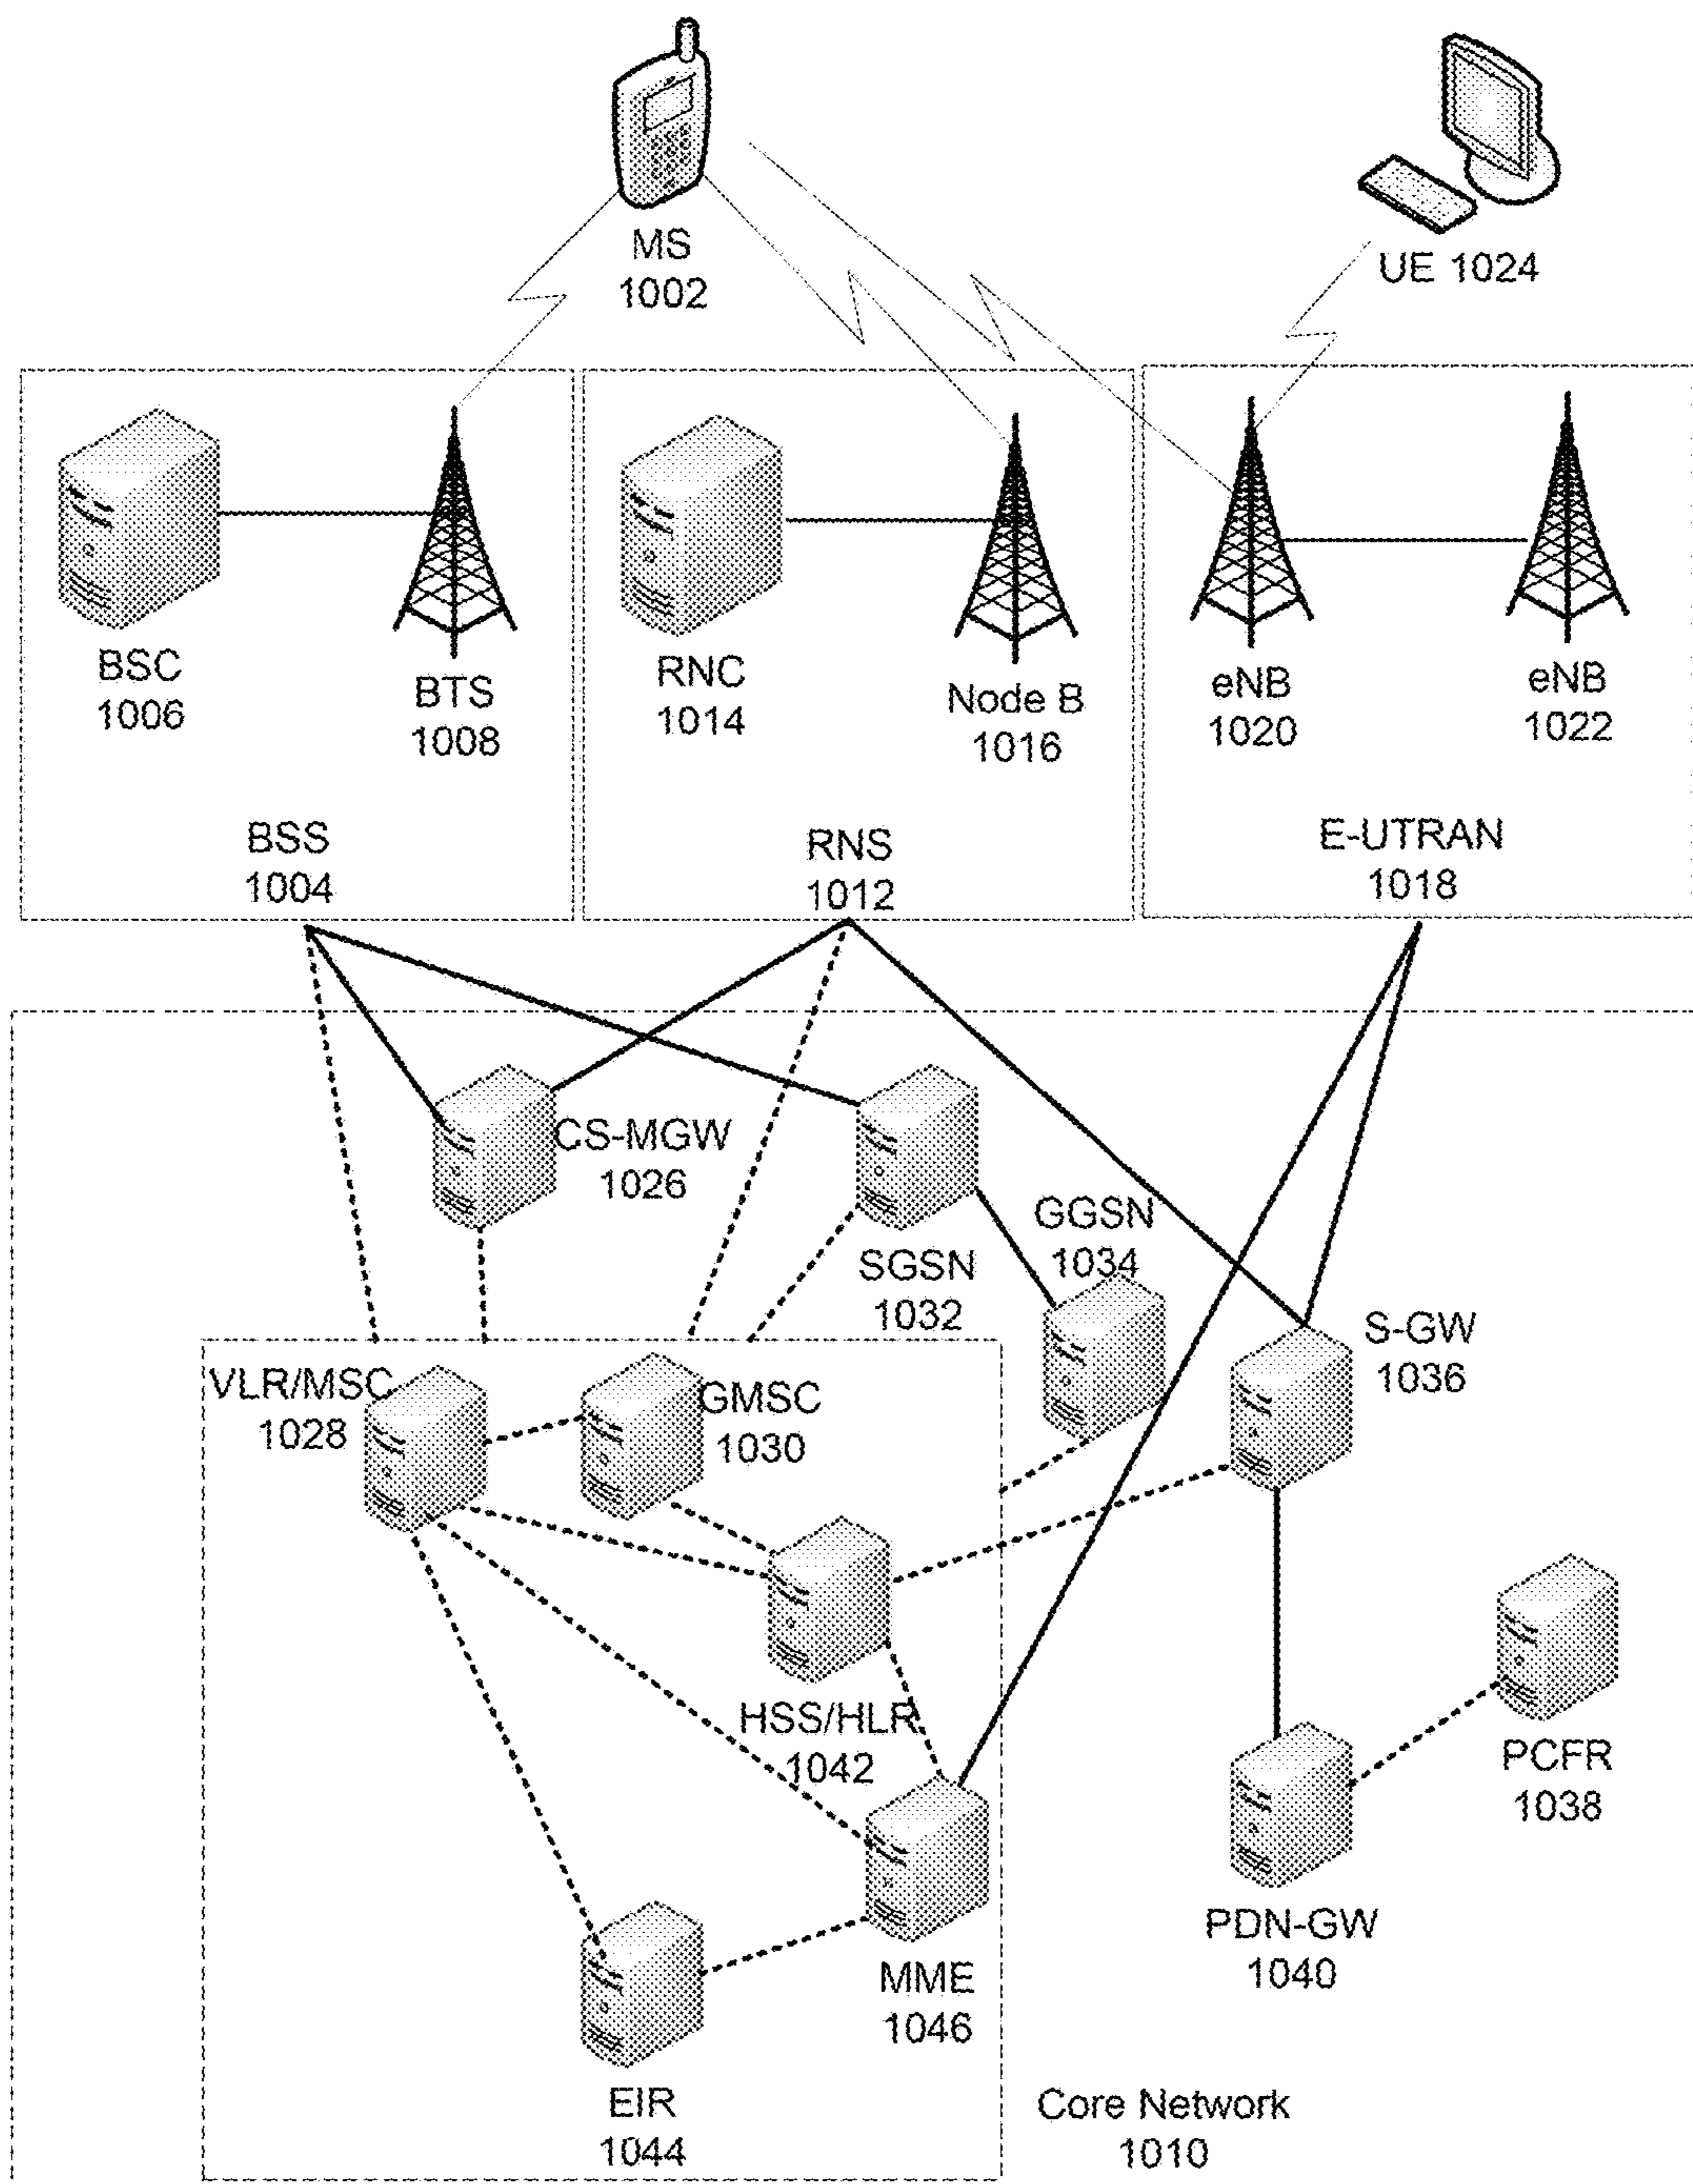 MS
1002
UE 1024
BSC
1006
BTS
1008
RNC
1014
Node B
1016
eNB
1020
eNB
1022
BSS
1004
RNS
1012
E-UTRAN
1018
CS-MGW
1026
SGSN
1032
GGSN
1034
S-GW
1036
VLR/MSC
1028
GMSC
1030
HSS/HLR
1042
PCFR
1038
PDN-GW
1040
MME
1046
EIR
1044
Core Network
1010